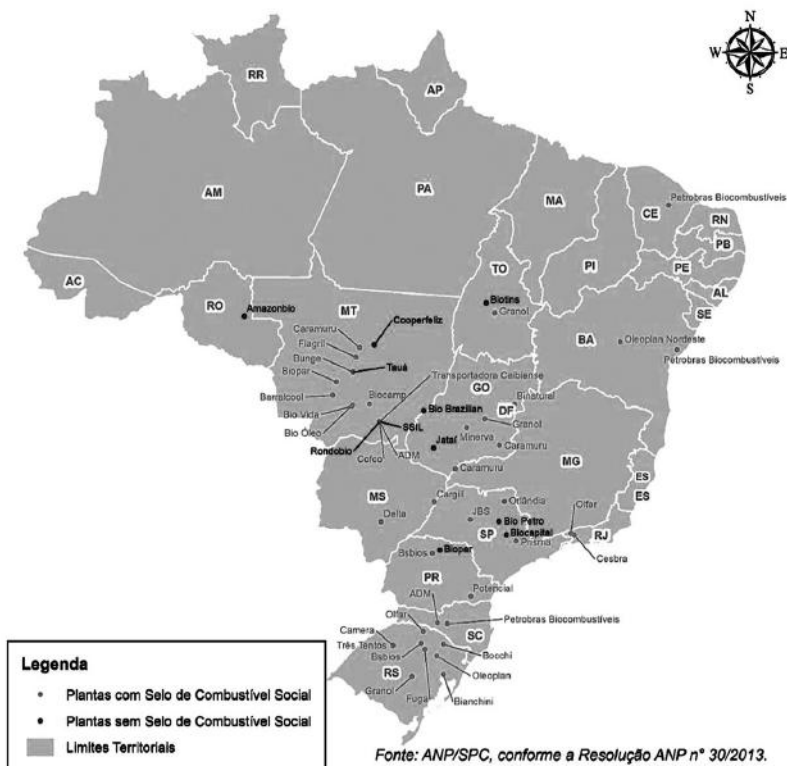 N
W E
S
RR
AP
AM
PA
MA
CE
Petrobras Biocombustíveis
RN
PB
PE
AL
SE
PI
AC
RO
Amazonbio
MT
TO
Biotins
Granol
BA
Oleoplan Nordeste
Petrobras Biocombustíveis
Cooperfeliz
Caramuru
Fiagril
Bunge
Tauá
Biopar
Transportadora Caibiense
Barralcool
Biocamp
Bio Vida
Bio Óleo
SSIL
Rondobio
Cofco
ADM
GO
DF
Binatural
Bio Brazilian
Granol
Minerva
Jataí
Caramuru
Caramuru
MG
ES
ES
MS
Delta
Cargill
JBS
Orlândia
Bio Petro
SP
Biocapital
Prisma
Olfar
RJ
Cesbra
Bsbios
Biopar
PR
Potencial
ADM
Petrobras Biocombustíveis
SC
Olfar
Camera
Três Tentos
Bsbios
Bocchi
RS
Oleoplan
Granol
Fuga
Bianchini
Legenda
Plantas com Selo de Combustível Social
Plantas sem Selo de Combustível Social
Limites Territoriais
Fonte: ANP/SPC, conforme a Resolução ANP n° 30/2013.